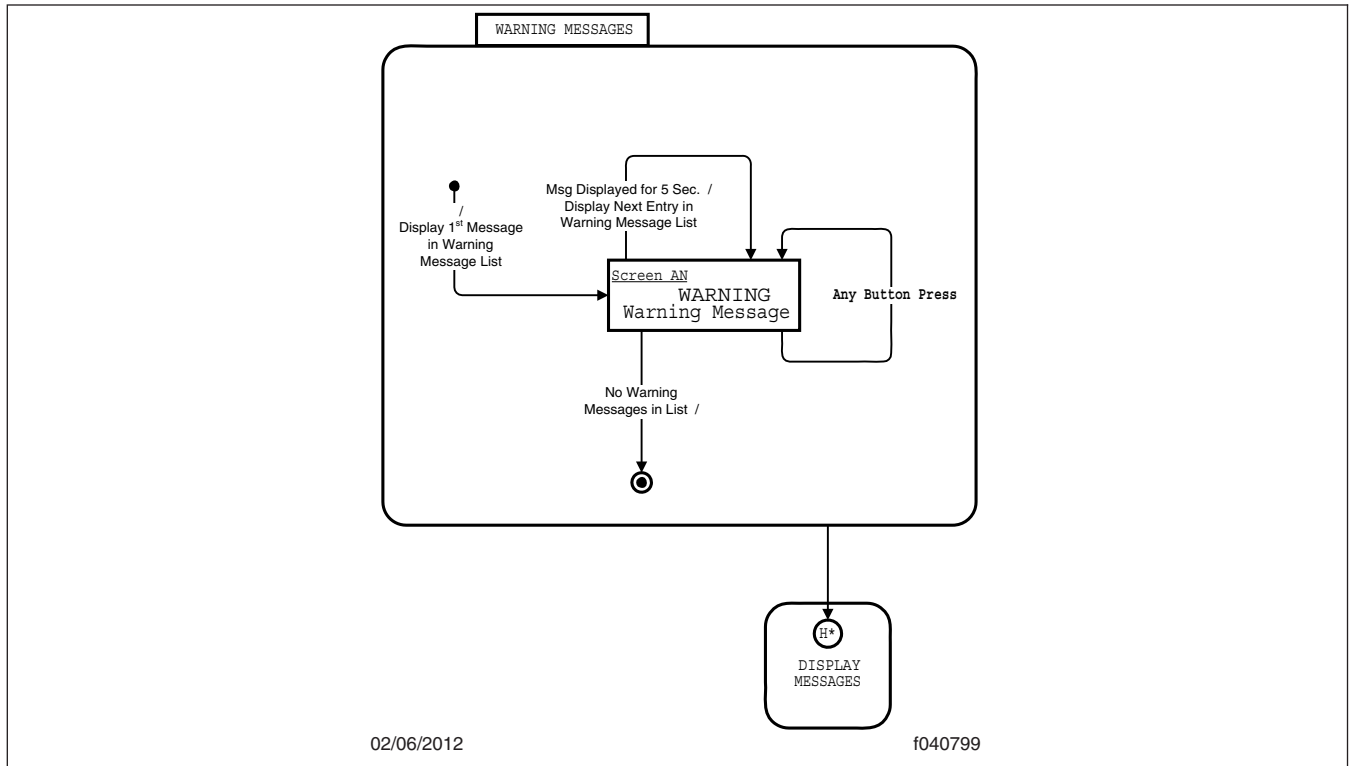 WARNING MESSAGES
/
Display 1st Message
in Warning
Message List
Msg Displayed for 5 Sec. /
Display Next Entry in
Warning Message List
Screen AN
WARNING
Warning Message
Any Button Press
No Warning
Messages in List /
H*
DISPLAY
MESSAGES
02/06/2012
f040799